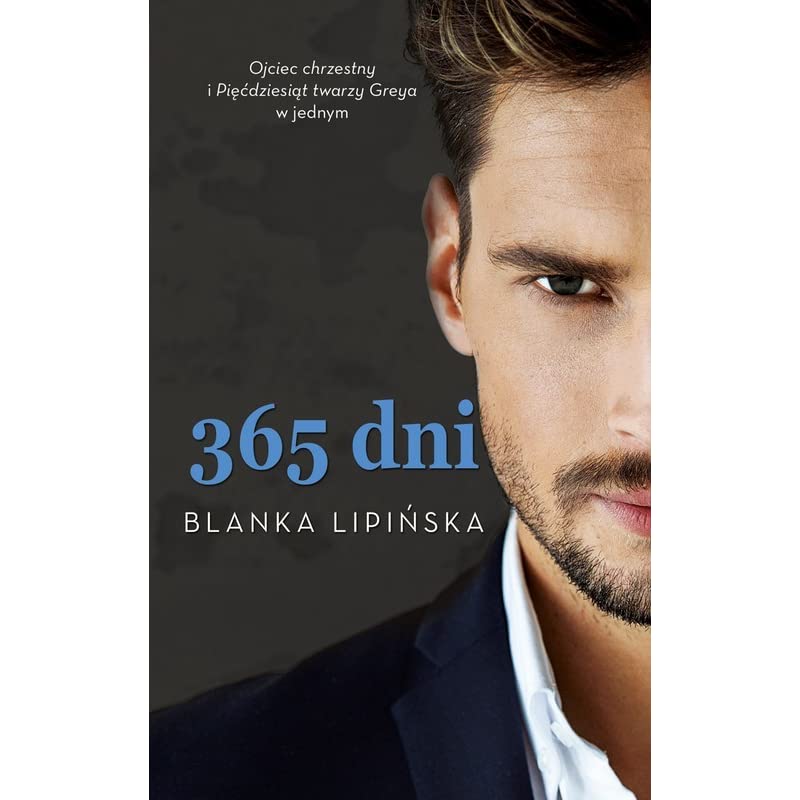 Ojciec chrzestny
i Pięćdziesiąt twarzy Greya
w jednym
365 dni
BLANKA LIPIŃSKA